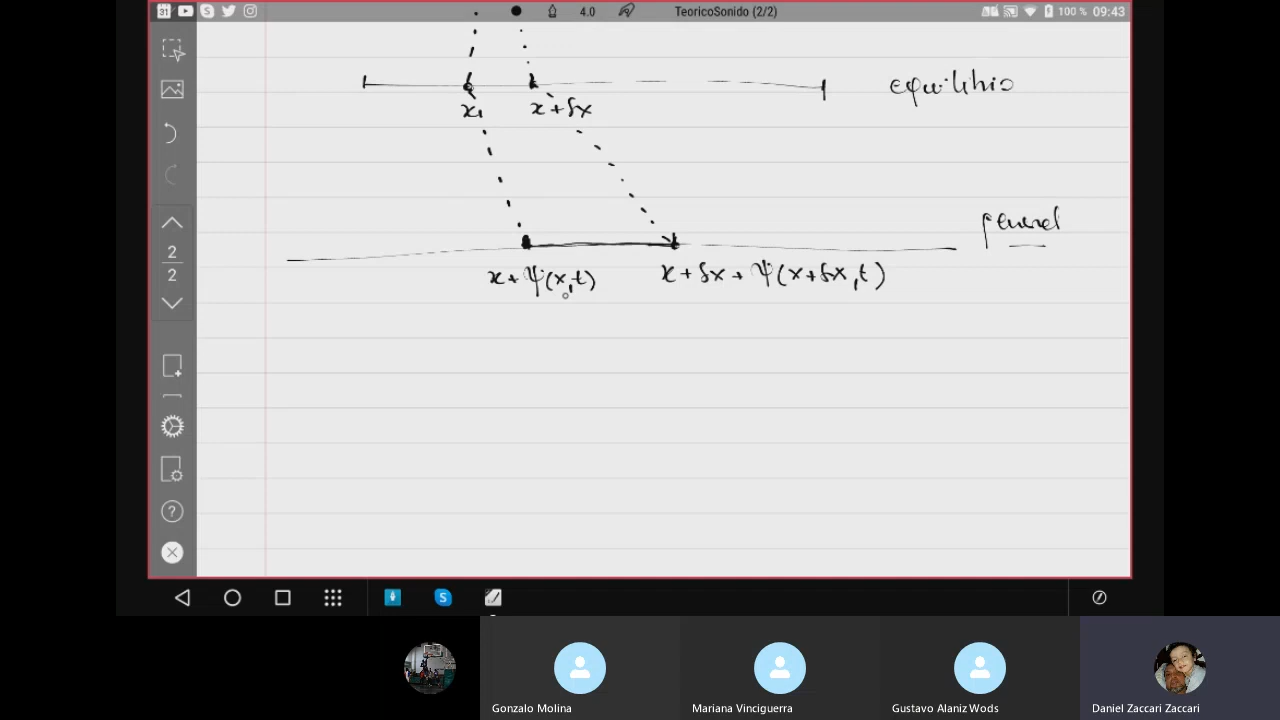 31
4.0
TeoricoSonido (2/2)
100 % 09:43
equilibrio
x
x + δx
general
x + ψ(x,t)
x + δx + ψ(x+δx,t)
2
2
?
Gonzalo Molina
Mariana Vinciguerra
Gustavo Alaniz Wods
Daniel Zaccari Zaccari